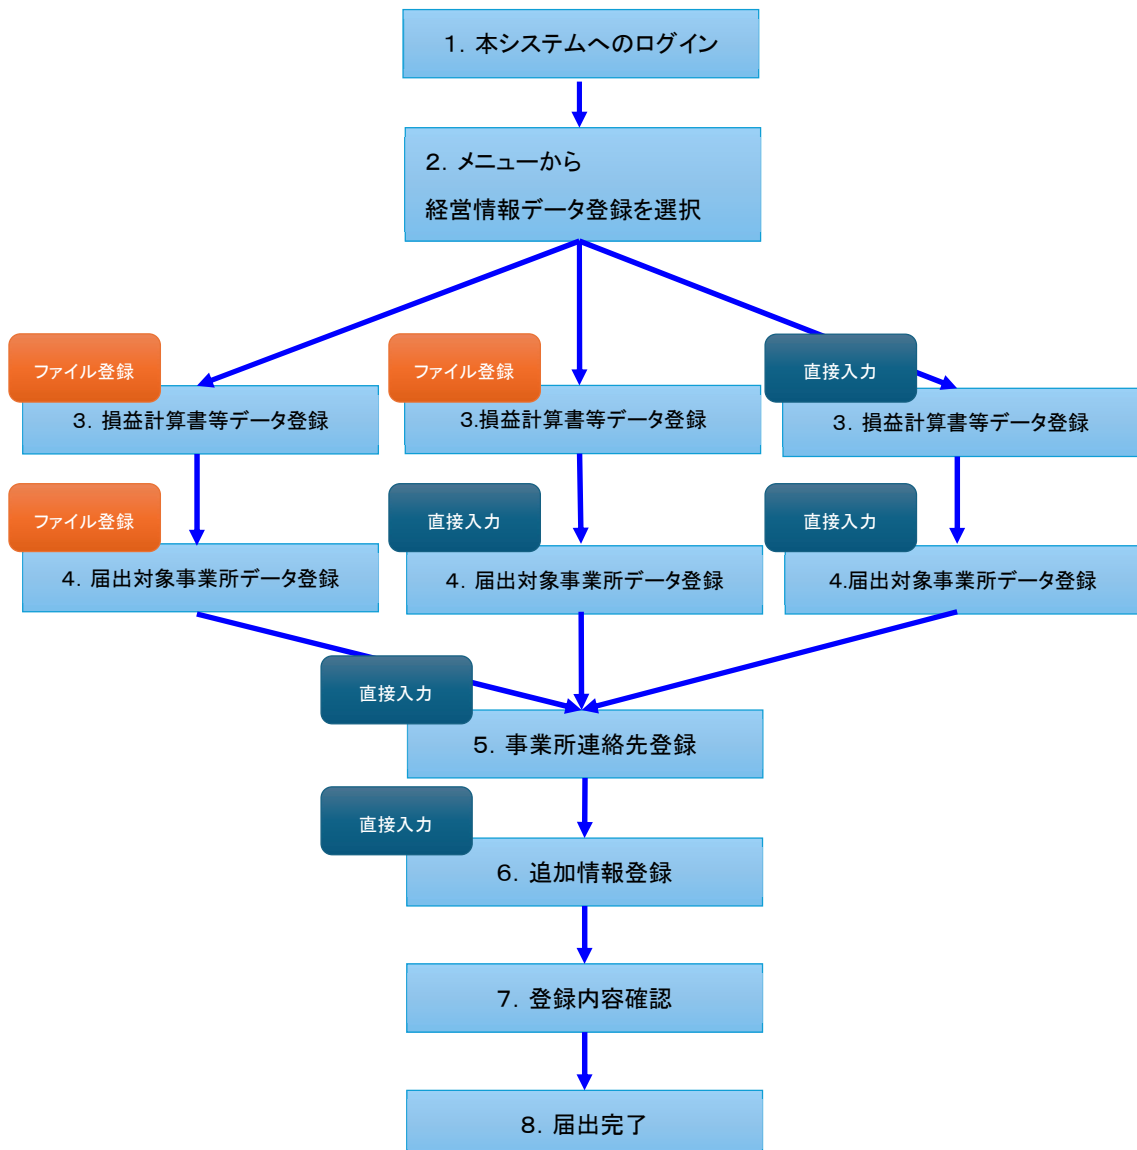 1．本システムへのログイン
2．メニューから
経営情報データ登録を選択
ファイル登録
ファイル登録
直接入力
3．損益計算書等データ登録
3.損益計算書等データ登録
3．損益計算書等データ登録
ファイル登録
直接入力
直接入力
4．届出対象事業所データ登録
4．届出対象事業所データ登録
4.届出対象事業所データ登録
直接入力
5．事業所連絡先登録
直接入力
6．追加情報登録
7．登録内容確認
8．届出完了